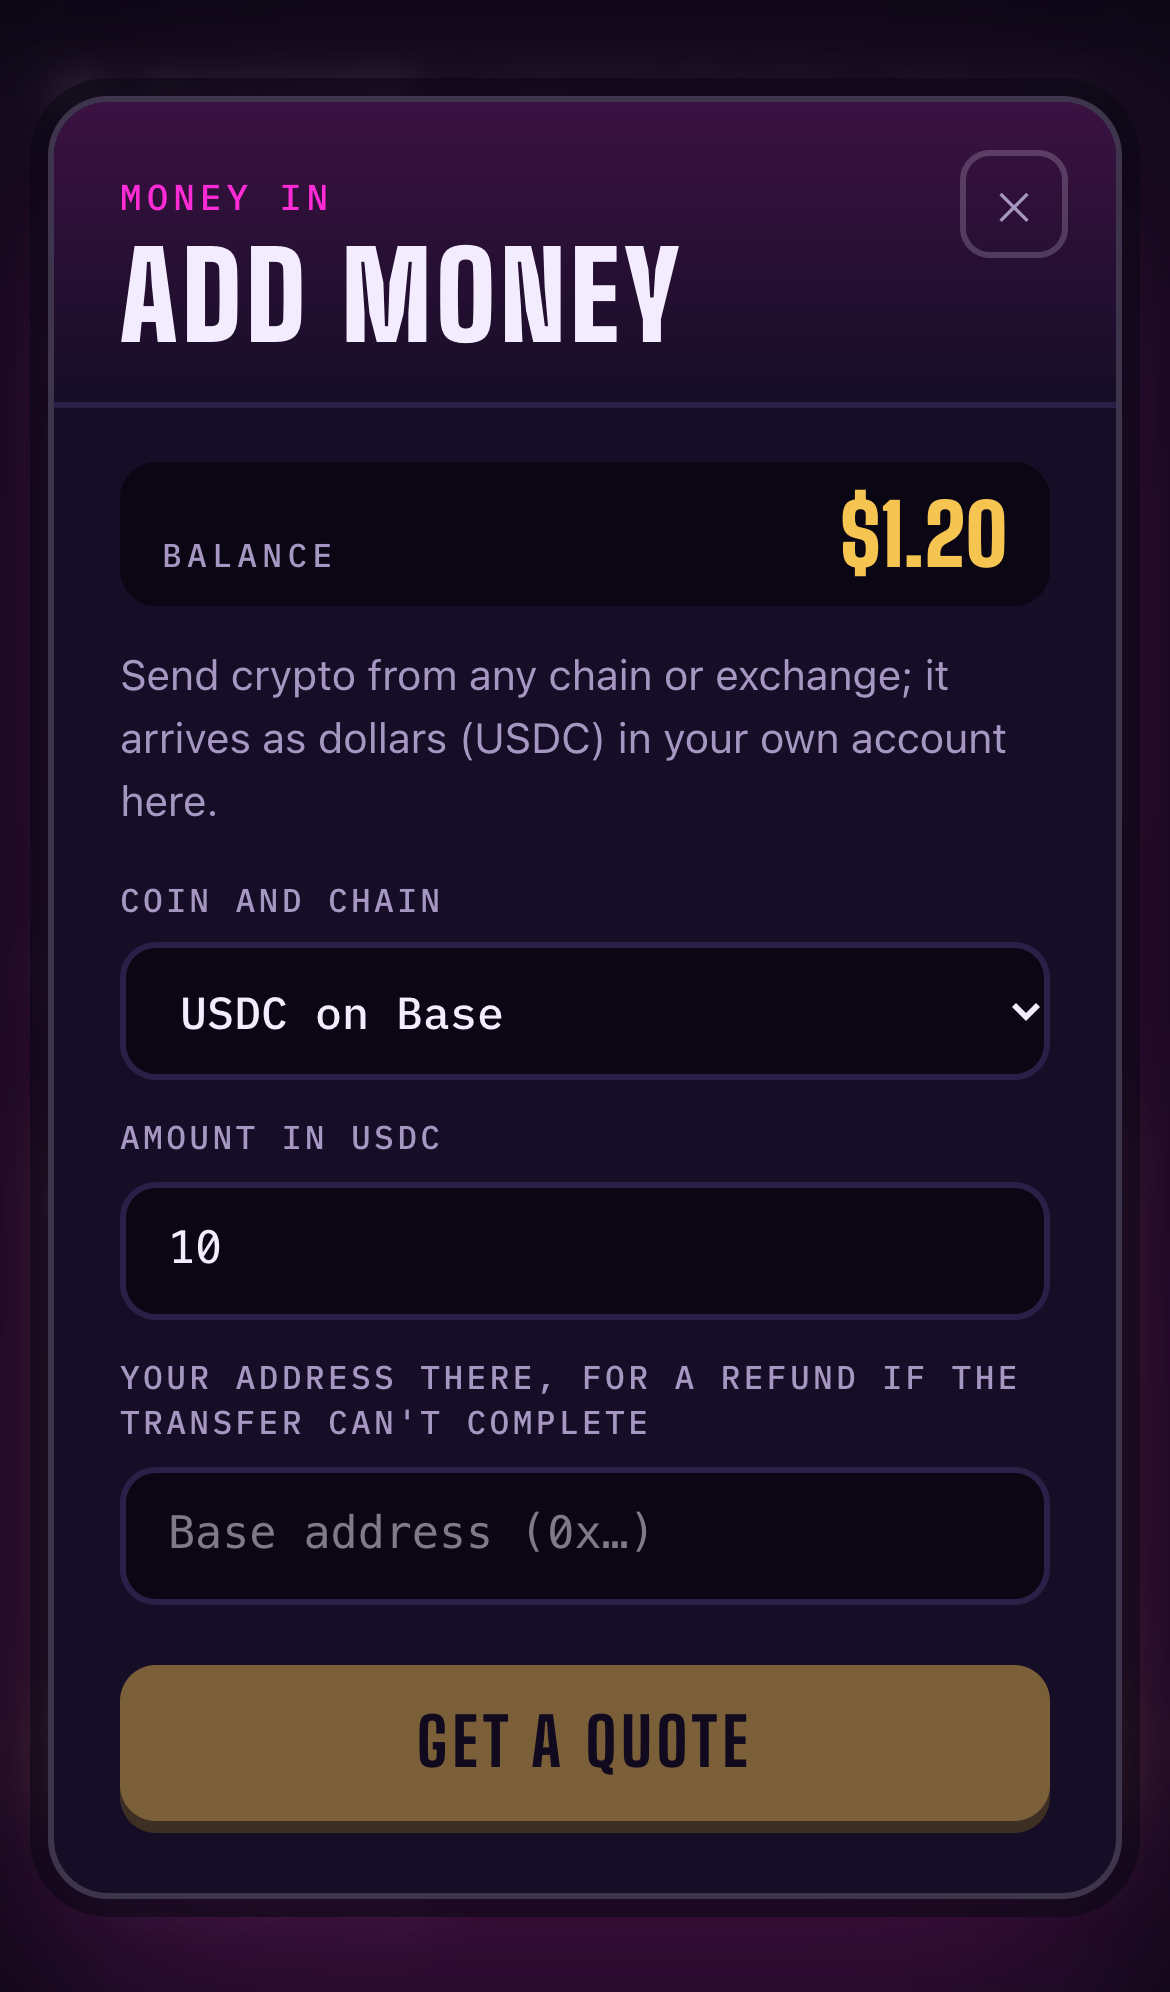 MONEY IN
ADD MONEY
BALANCE $1.20
Send crypto from any chain or exchange; it
arrives as dollars (USDC) in your own account
here.
COIN AND CHAIN
USDC on Base
AMOUNT IN USDC
10
YOUR ADDRESS THERE, FOR A REFUND IF THE
TRANSFER CAN'T COMPLETE
Base address (0x…)
GET A QUOTE